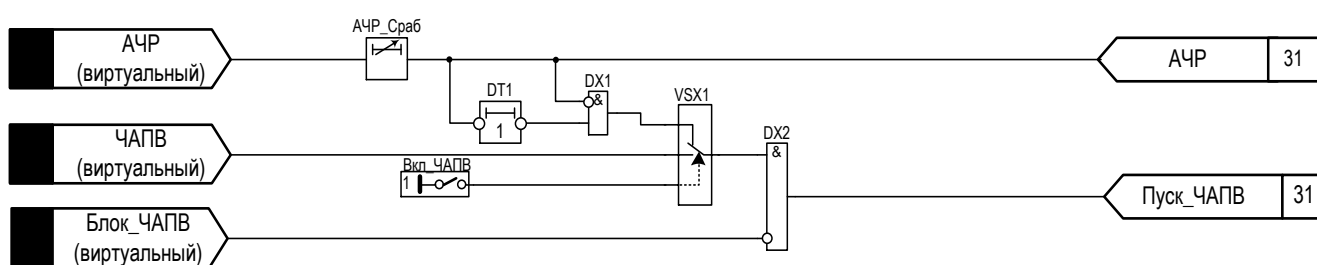 АЧР_Сраб
АЧР
(виртуальный)
АЧР 31
DT1
1
DX1
&
VSX1
ЧАПВ
(виртуальный)
Вкл_ЧАПВ
1
DX2
&
Пуск_ЧАПВ 31
Блок_ЧАПВ
(виртуальный)